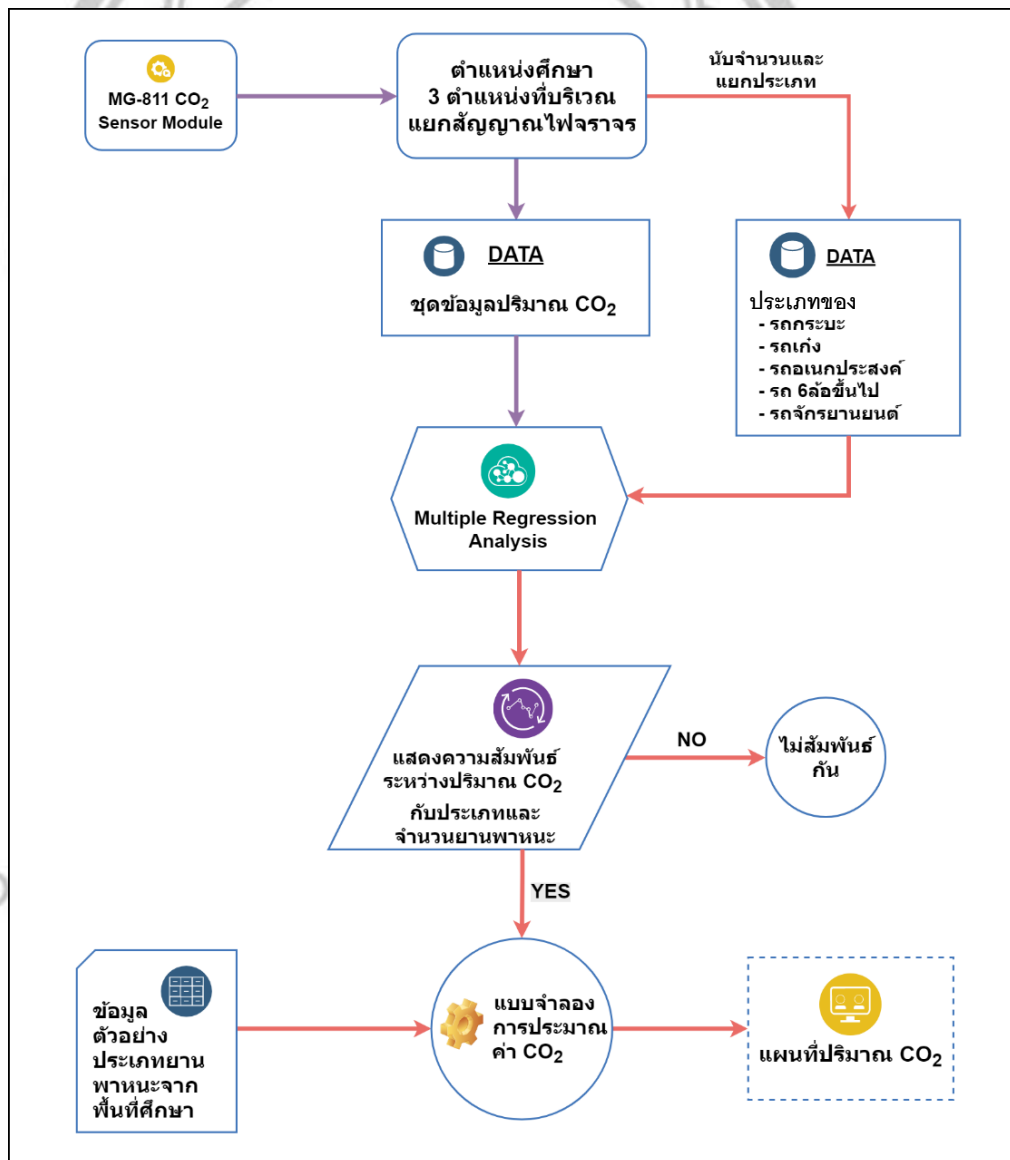 MG-811 CO₂
Sensor Module
ตำแหน่งศึกษา
3 ตำแหน่งที่บริเวณ
แยกสัญญาณไฟจราจร
นับจำนวนและ
แยกประเภท
DATA
ชุดข้อมูลปริมาณ CO₂
DATA
ประเภทของ
- รถกระบะ
- รถเก๋ง
- รถอเนกประสงค์
- รถ 6ล้อขึ้นไป
- รถจักรยานยนต์
Multiple Regression
Analysis
แสดงความสัมพันธ์
ระหว่างปริมาณ CO₂
กับประเภทและ
จำนวนยานพาหนะ
NO
ไม่สัมพันธ์
กัน
YES
ข้อมูล
ตัวอย่าง
ประเภทยาน
พาหนะจาก
พื้นที่ศึกษา
แบบจำลอง
การประมาณ
ค่า CO₂
แผนที่ปริมาณ CO₂